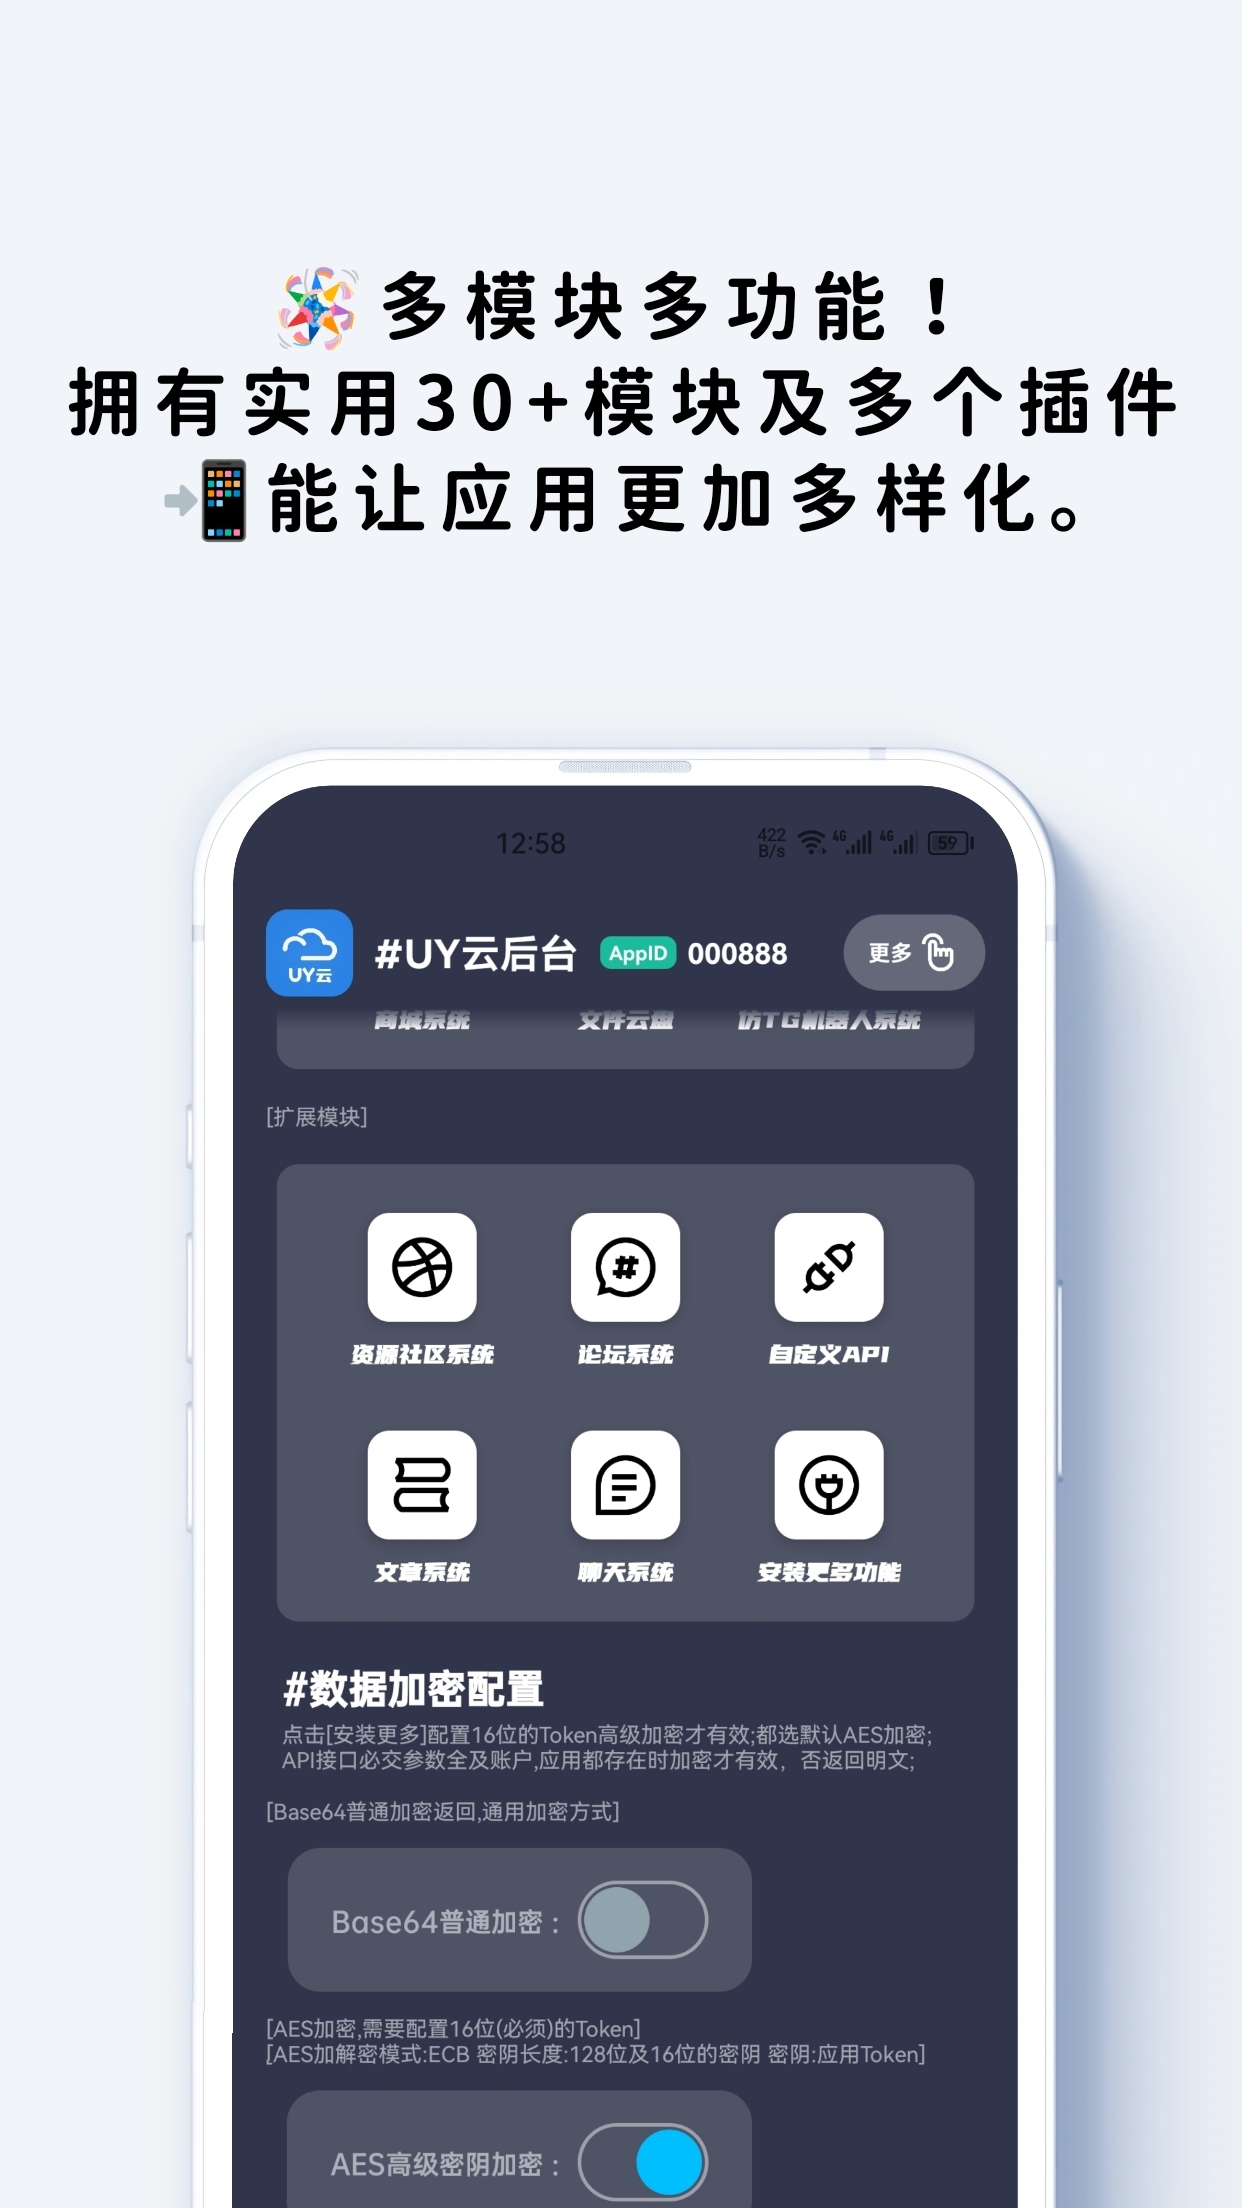 多模块多功能！
拥有实用30+模块及多个插件
能让应用更加多样化。
12:58
422 B/s 4G 4G 59
UY云
#UY云后台 AppID 000888 更多
商城系统 文件云盘 仿TG机器人系统
[扩展模块]
资源社区系统 论坛系统 自定义API
文章系统 聊天系统 安装更多功能
#数据加密配置
点击[安装更多]配置16位的Token高级加密才有效;都选默认AES加密;
API接口必交参数全及账户,应用都存在时加密才有效，否返回明文;
[Base64普通加密返回,通用加密方式]
Base64普通加密：
[AES加密,需要配置16位(必须)的Token]
[AES加解密模式:ECB 密阴长度:128位及16位的密阴 密阴:应用Token]
AES高级密阴加密：